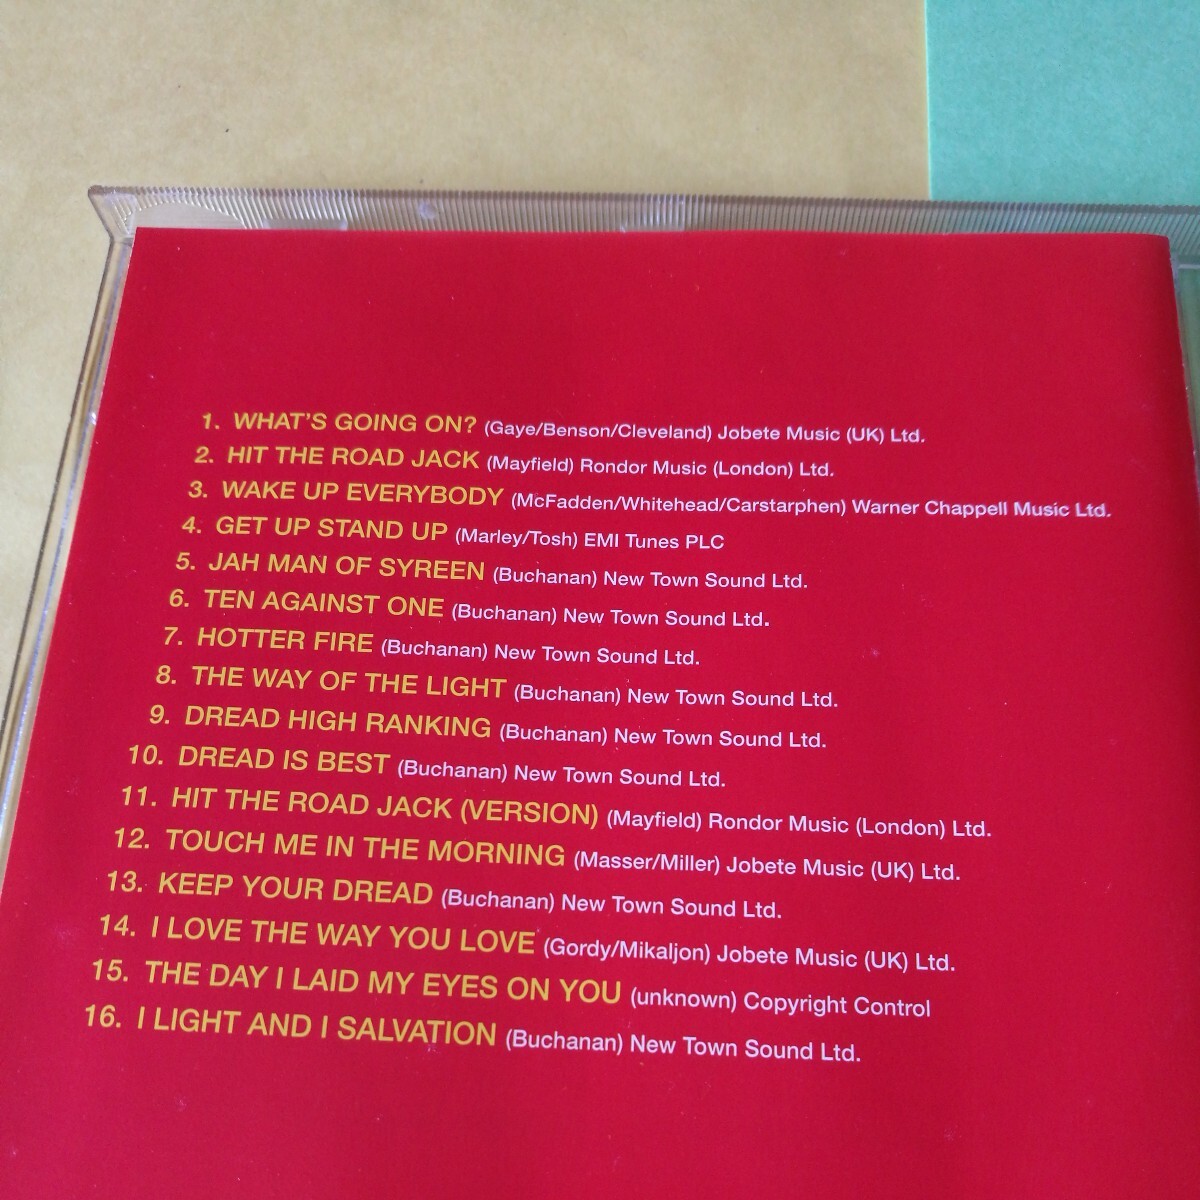 1. WHAT'S GOING ON? (Gaye/Benson/Cleveland) Jobete Music (UK) Ltd.
2. HIT THE ROAD JACK (Mayfield) Rondor Music (London) Ltd.
3. WAKE UP EVERYBODY (McFadden/Whitehead/Carstarphen) Warner Chappell Music Ltd.
4. GET UP STAND UP (Marley/Tosh) EMI Tunes PLC
5. JAH MAN OF SYREEN (Buchanan) New Town Sound Ltd.
6. TEN AGAINST ONE (Buchanan) New Town Sound Ltd.
7. HOTTER FIRE (Buchanan) New Town Sound Ltd.
8. THE WAY OF THE LIGHT (Buchanan) New Town Sound Ltd.
9. DREAD HIGH RANKING (Buchanan) New Town Sound Ltd.
10. DREAD IS BEST (Buchanan) New Town Sound Ltd.
11. HIT THE ROAD JACK (VERSION) (Mayfield) Rondor Music (London) Ltd.
12. TOUCH ME IN THE MORNING (Masser/Miller) Jobete Music (UK) Ltd.
13. KEEP YOUR DREAD (Buchanan) New Town Sound Ltd.
14. I LOVE THE WAY YOU LOVE (Gordy/Mikaljon) Jobete Music (UK) Ltd.
15. THE DAY I LAID MY EYES ON YOU (unknown) Copyright Control
16. I LIGHT AND I SALVATION (Buchanan) New Town Sound Ltd.